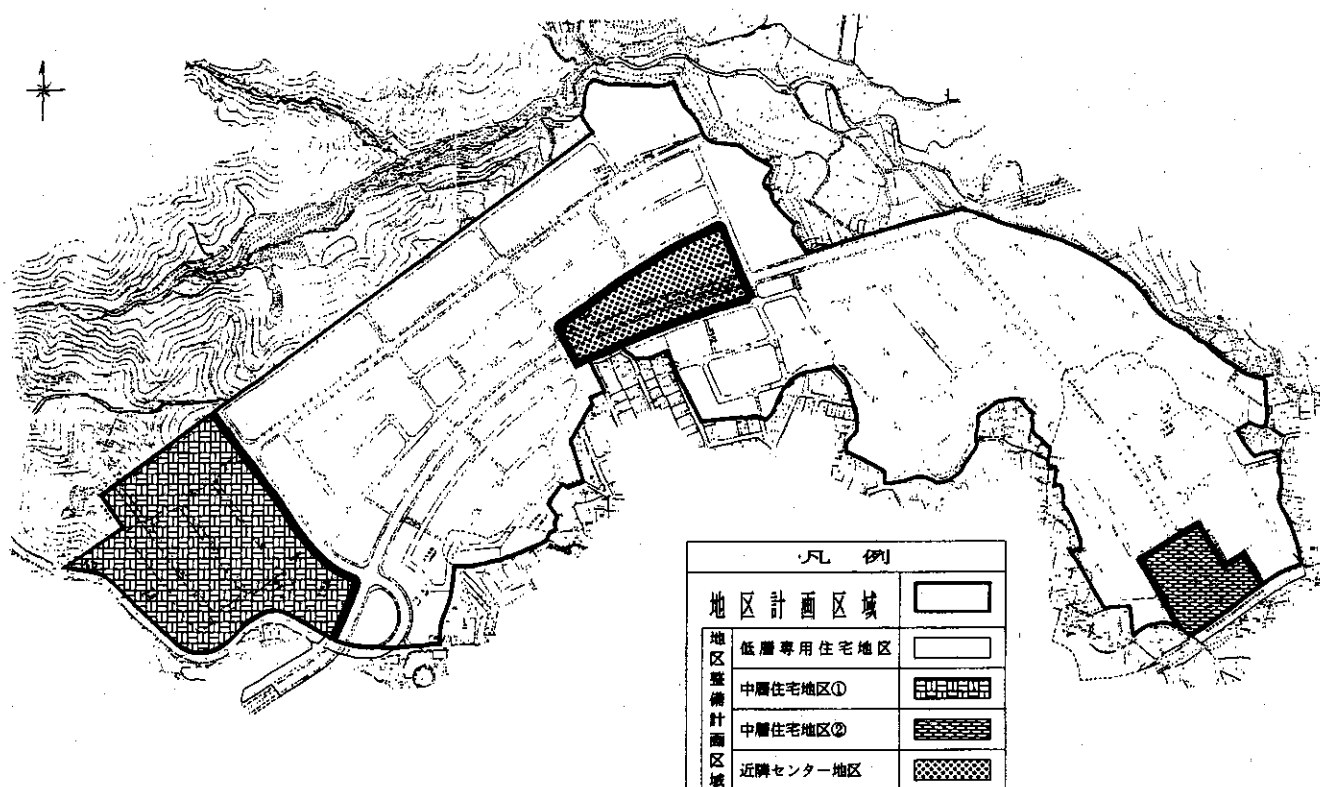 凡例
地区計画区域
地区整備計画区域
低層専用住宅地区
中層住宅地区①
中層住宅地区②
近隣センター地区